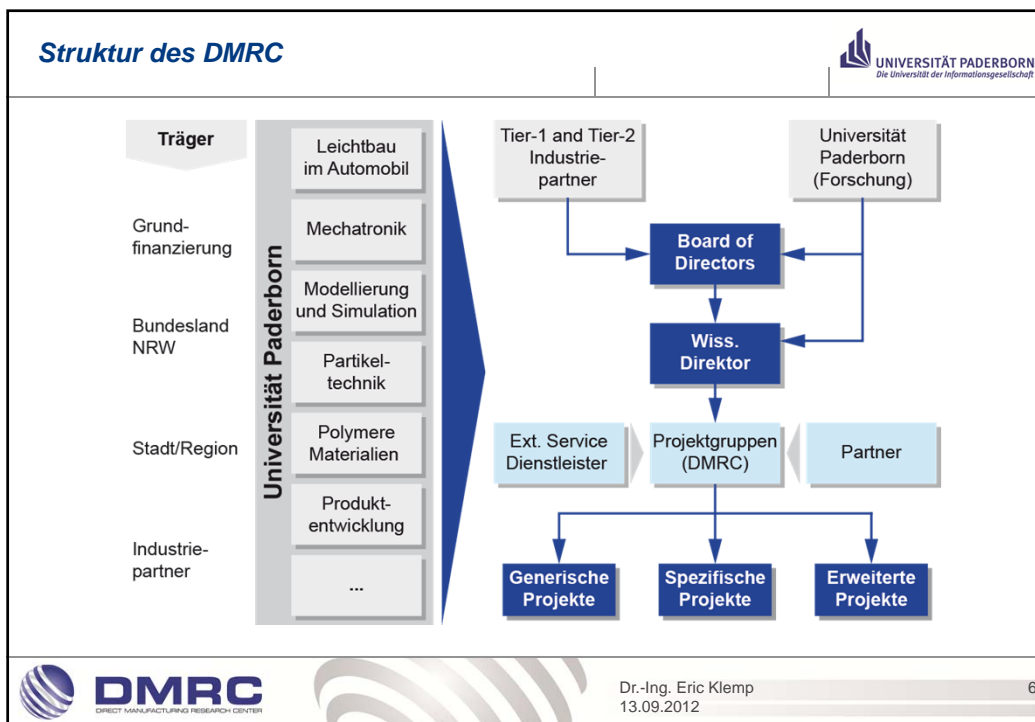 Struktur des DMRC
UNIVERSITÄT PADERBORN
Die Universität der Informationsgesellschaft
Träger
Grund-
finanzierung
Bundesland
NRW
Stadt/Region
Industrie-
partner
Universität Paderborn
Leichtbau
im Automobil
Mechatronik
Modellierung
und Simulation
Partikel-
technik
Polymere
Materialien
Produkt-
entwicklung
...
Tier-1 and Tier-2
Industrie-
partner
Universität
Paderborn
(Forschung)
Board of
Directors
Wiss.
Direktor
Ext. Service
Dienstleister
Projektgruppen
(DMRC)
Partner
Generische
Projekte
Spezifische
Projekte
Erweiterte
Projekte
DMRC
DIRECT MANUFACTURING RESEARCH CENTER
Dr.-Ing. Eric Klemp
13.09.2012
6